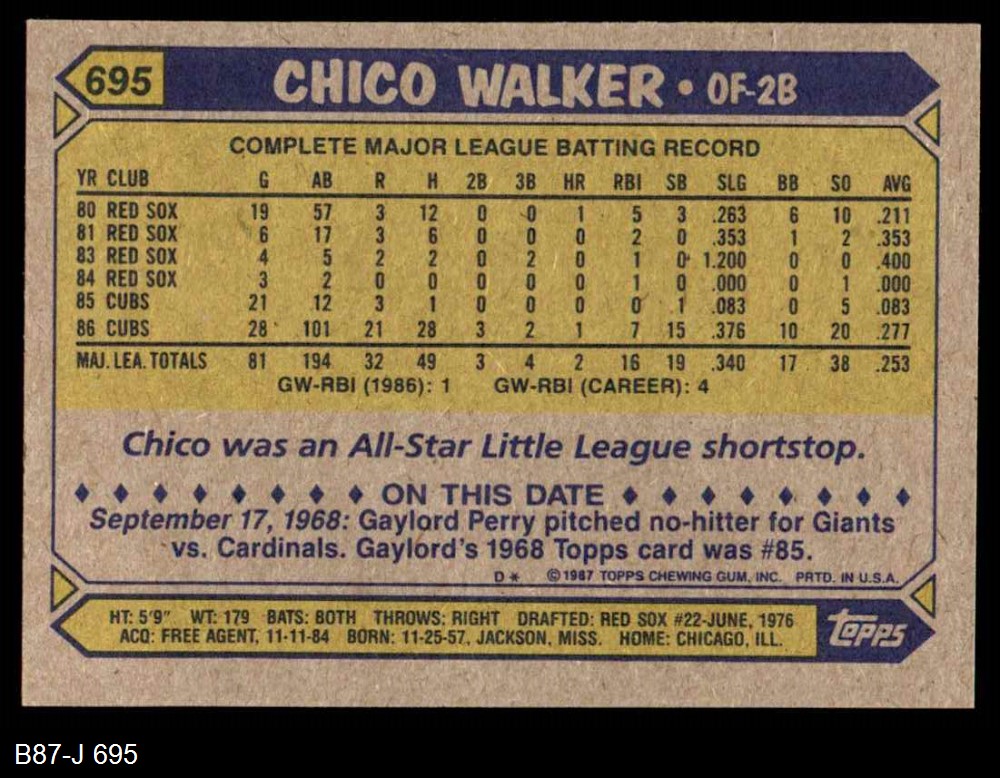 695 CHICO WALKER • OF-2B
COMPLETE MAJOR LEAGUE BATTING RECORD
YR CLUB G AB R H 2B 3B HR RBI SB SLG BB SO AVG
80 RED SOX 19 57 3 12 0 0 1 5 3 .263 6 10 .211
81 RED SOX 6 17 3 6 0 0 0 2 0 .353 1 2 .353
83 RED SOX 4 5 2 2 0 2 0 1 0 1.200 0 0 .400
84 RED SOX 3 2 0 0 0 0 0 1 0 .000 0 1 .000
85 CUBS 21 12 3 1 0 0 0 0 1 .083 0 5 .083
86 CUBS 28 101 21 28 3 2 1 7 15 .376 10 20 .277
MAJ. LEA. TOTALS 81 194 32 49 3 4 2 16 19 .340 17 38 .253
GW-RBI (1986): 1 GW-RBI (CAREER): 4
Chico was an All-Star Little League shortstop.
♦ ♦ ♦ ♦ ♦ ♦ ♦ ♦ ON THIS DATE ♦ ♦ ♦ ♦ ♦ ♦ ♦ ♦
September 17, 1968: Gaylord Perry pitched no-hitter for Giants
vs. Cardinals. Gaylord's 1968 Topps card was #85.
D* ©1987 TOPPS CHEWING GUM, INC. PRTD. IN U.S.A.
HT: 5'9" WT: 179 BATS: BOTH THROWS: RIGHT DRAFTED: RED SOX #22-JUNE, 1976
ACQ: FREE AGENT, 11-11-84 BORN: 11-25-57, JACKSON, MISS. HOME: CHICAGO, ILL.
Topps
B87-J 695